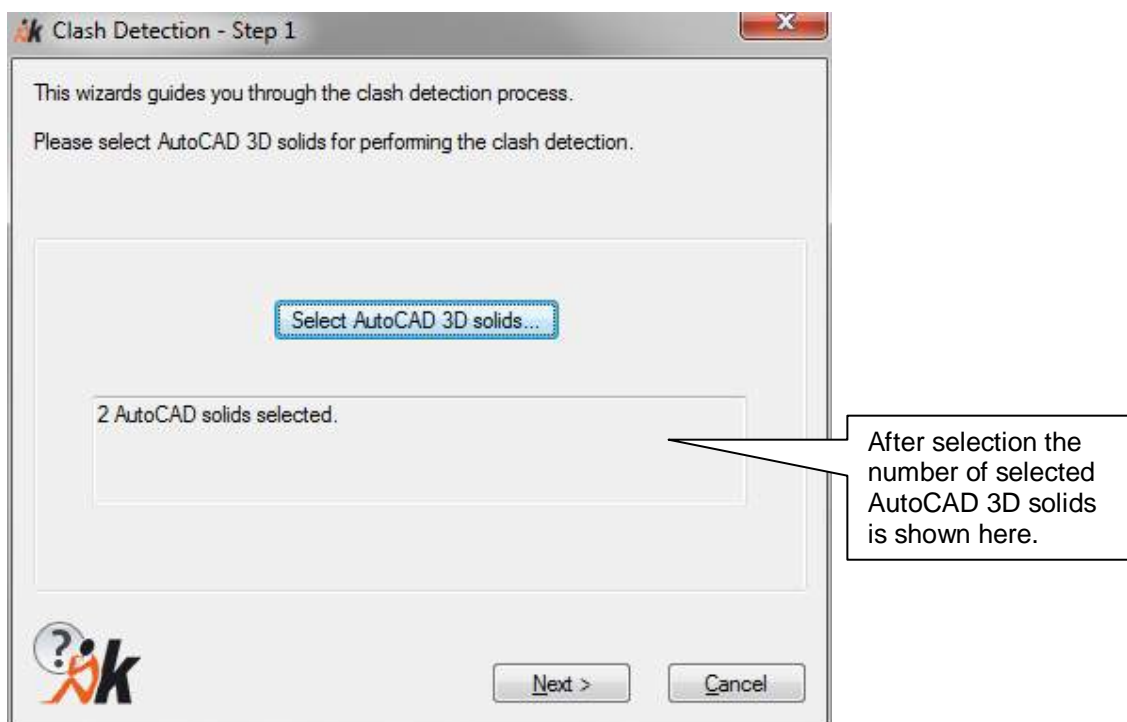 Clash Detection - Step 1
This wizards guides you through the clash detection process.
Please select AutoCAD 3D solids for performing the clash detection.
Select AutoCAD 3D solids...
2 AutoCAD solids selected.
After selection the
number of selected
AutoCAD 3D solids
is shown here.
?
k
Next >
Cancel